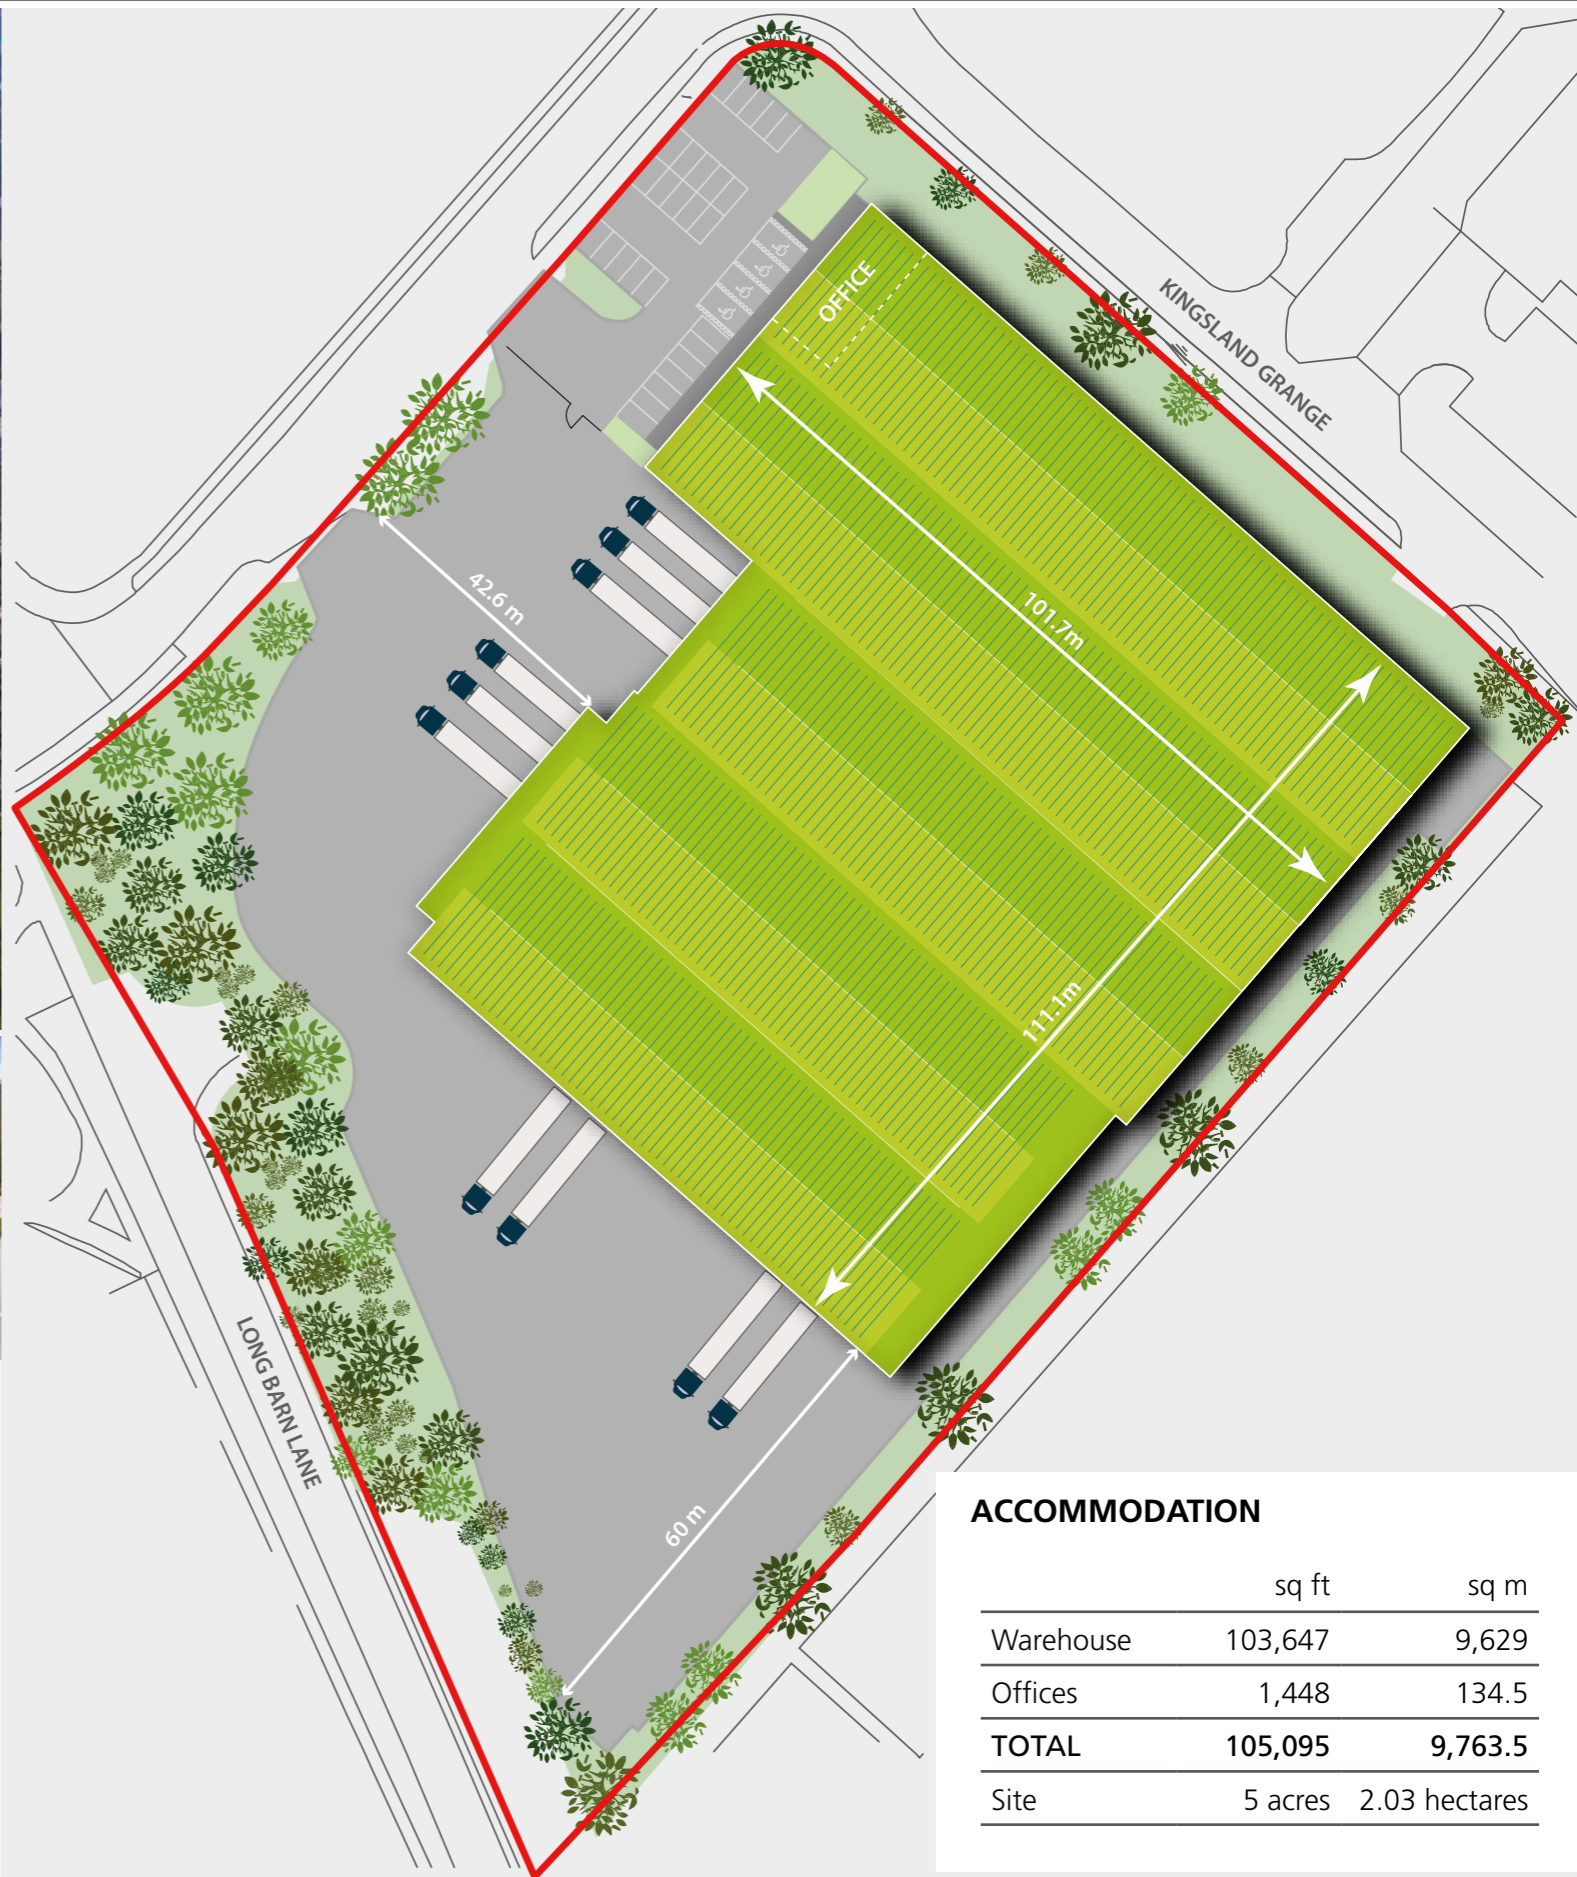 OFFICE
KINGSLAND GRANGE
42.6 m
101.7m
111.1m
LONG BARN LANE
60 m
ACCOMMODATION
sq ft sq m
Warehouse 103,647 9,629
Offices 1,448 134.5
TOTAL 105,095 9,763.5
Site 5 acres 2.03 hectares